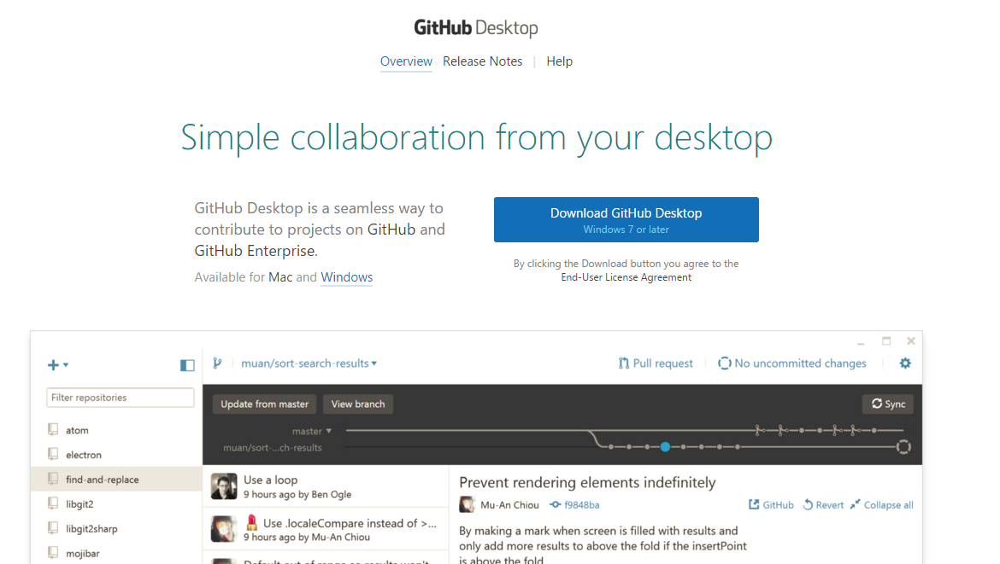 GitHub Desktop
Overview Release Notes | Help
Simple collaboration from your desktop
GitHub Desktop is a seamless way to
contribute to projects on GitHub and
GitHub Enterprise.
Available for Mac and Windows
Download GitHub Desktop
Windows 7 or later
By clicking the Download button you agree to the
End-User License Agreement
muan/sort-search-results
Pull request
No uncommitted changes
Filter repositories
atom
electron
find-and-replace
libgit2
libgit2sharp
mojibar
Update from master
View branch
Sync
master
muan/sort-...ch-results
Use a loop
9 hours ago by Ben Ogle
Use .localeCompare instead of >...
9 hours ago by Mu-An Chiou
Default out of range so results won't
Prevent rendering elements indefinitely
Mu-An Chiou f9848ba
GitHub Revert Collapse all
By making a mark when screen is filled with results and
only add more results to above the fold if the insertPoint
is above the fold